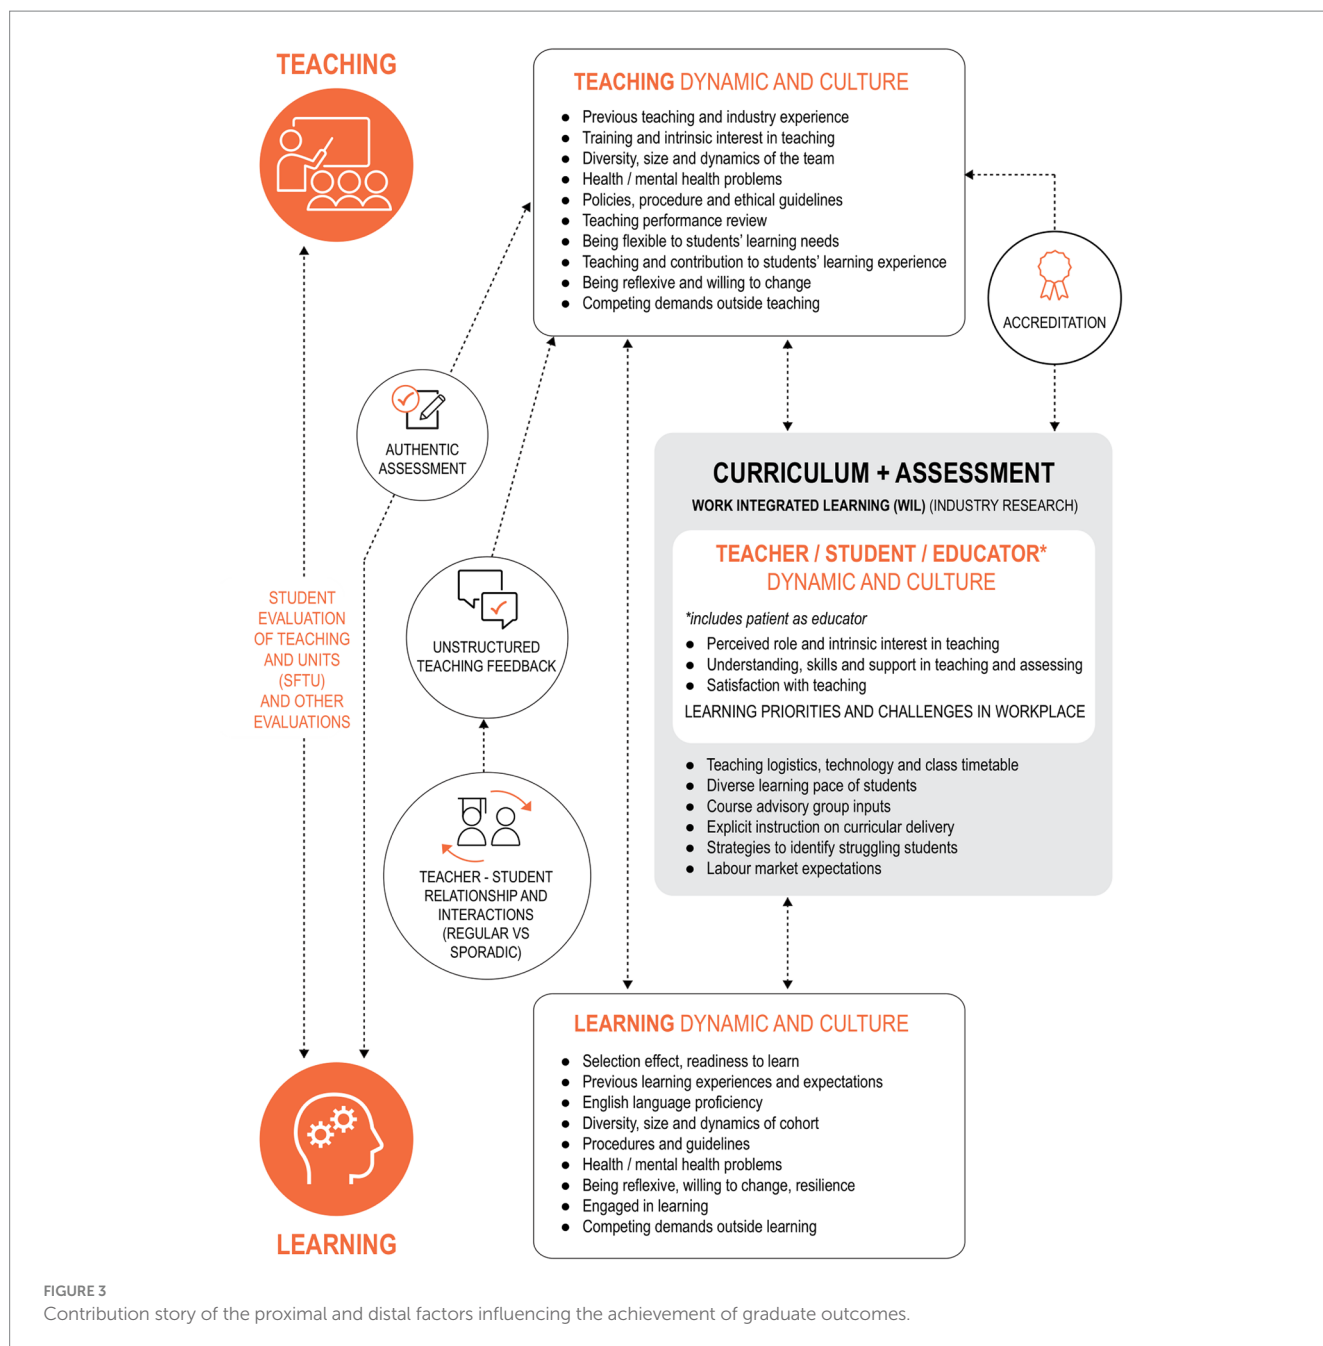 TEACHING
TEACHING DYNAMIC AND CULTURE
● Previous teaching and industry experience
● Training and intrinsic interest in teaching
● Diversity, size and dynamics of the team
● Health / mental health problems
● Policies, procedure and ethical guidelines
● Teaching performance review
● Being flexible to students’ learning needs
● Teaching and contribution to students’ learning experience
● Being reflexive and willing to change
● Competing demands outside teaching
ACCREDITATION
AUTHENTIC
ASSESSMENT
CURRICULUM + ASSESSMENT
WORK INTEGRATED LEARNING (WIL) (INDUSTRY RESEARCH)
TEACHER / STUDENT / EDUCATOR*
DYNAMIC AND CULTURE
*includes patient as educator
● Perceived role and intrinsic interest in teaching
● Understanding, skills and support in teaching and assessing
● Satisfaction with teaching
LEARNING PRIORITIES AND CHALLENGES IN WORKPLACE
● Teaching logistics, technology and class timetable
● Diverse learning pace of students
● Course advisory group inputs
● Explicit instruction on curricular delivery
● Strategies to identify struggling students
● Labour market expectations
STUDENT
EVALUATION
OF TEACHING
AND UNITS
(SFTU)
AND OTHER
EVALUATIONS
UNSTRUCTURED
TEACHING FEEDBACK
TEACHER - STUDENT
RELATIONSHIP AND
INTERACTIONS
(REGULAR VS
SPORADIC)
LEARNING DYNAMIC AND CULTURE
● Selection effect, readiness to learn
● Previous learning experiences and expectations
● English language proficiency
● Diversity, size and dynamics of cohort
● Procedures and guidelines
● Health / mental health problems
● Being reflexive, willing to change, resilience
● Engaged in learning
● Competing demands outside learning
LEARNING
FIGURE 3
Contribution story of the proximal and distal factors influencing the achievement of graduate outcomes.